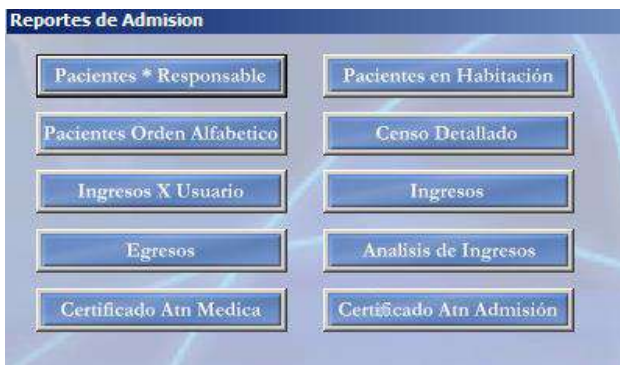 Reportes de Admision
Pacientes * Responsable
Pacientes en Habitación
Pacientes Orden Alfabetico
Censo Detallado
Ingresos X Usuario
Ingresos
Egresos
Analisis de Ingresos
Certificado Atn Medica
Certificado Atn Admisión